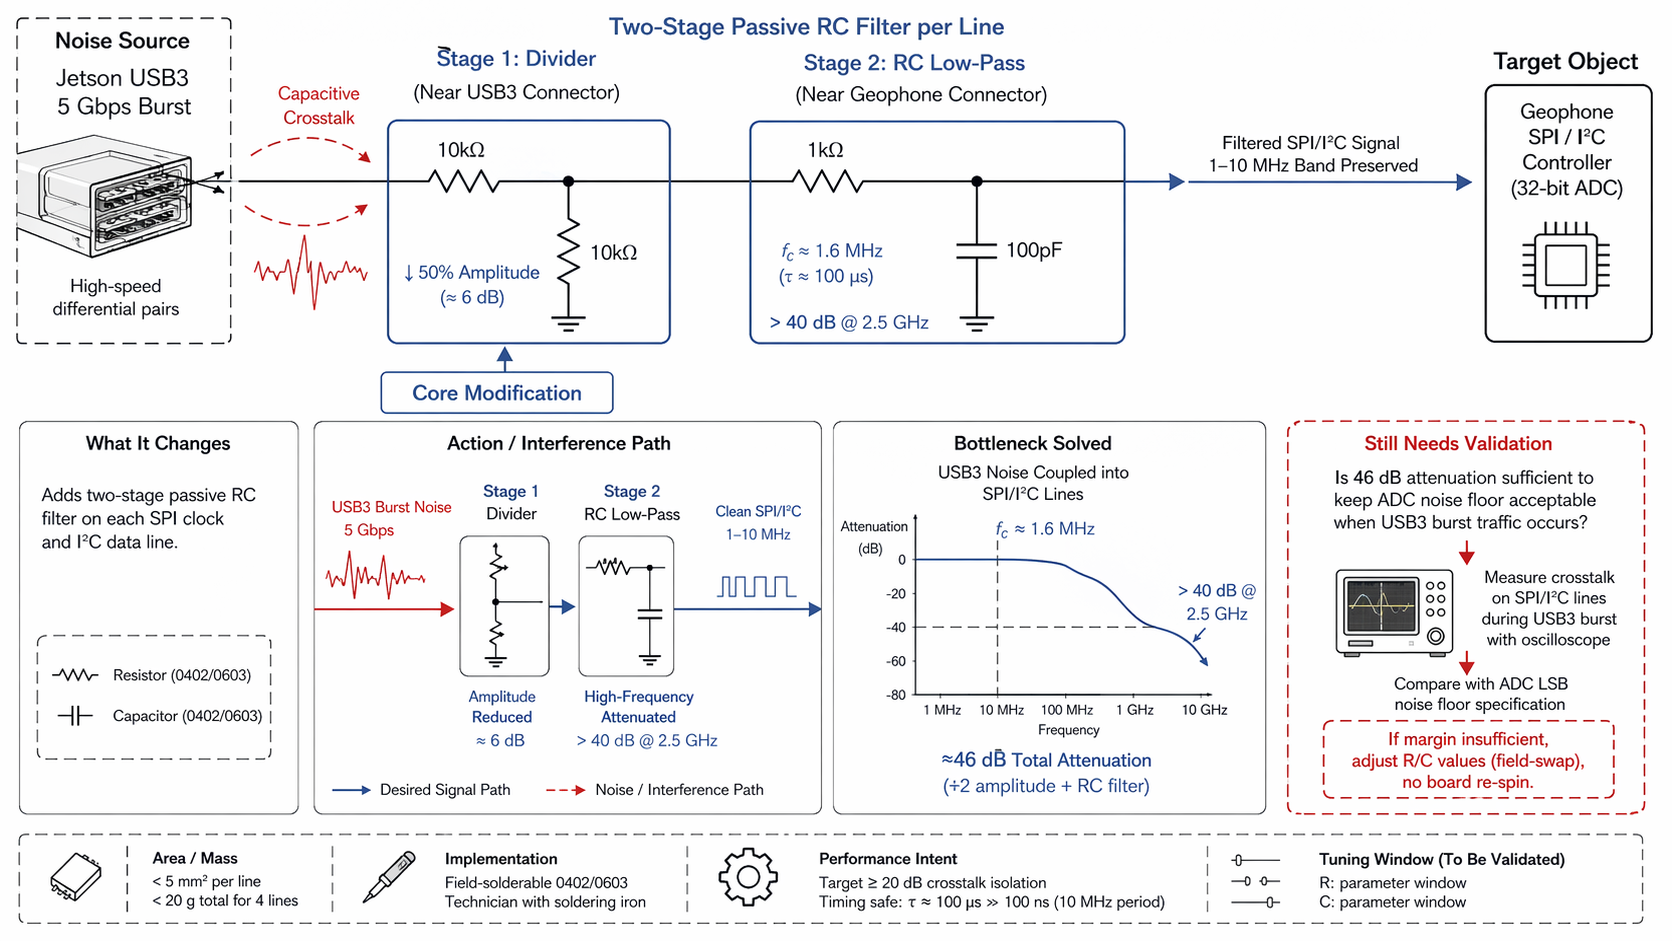 Two-Stage Passive RC Filter per Line
Noise Source
Jetson USB3
5 Gbps Burst
High-speed
differential pairs
Capacitive
Crosstalk
Stage 1: Divider
(Near USB3 Connector)
10kΩ
10kΩ
↓ 50% Amplitude
(≈ 6 dB)
Core Modification
Stage 2: RC Low-Pass
(Near Geophone Connector)
1kΩ
100pF
fc ≈ 1.6 MHz
(τ ≈ 100 μs)
> 40 dB @ 2.5 GHz
Filtered SPI/I²C Signal
1–10 MHz Band Preserved
Target Object
Geophone
SPI / I²C
Controller
(32-bit ADC)
What It Changes
Adds two-stage passive RC
filter on each SPI clock
and I²C data line.
Resistor (0402/0603)
Capacitor (0402/0603)
Action / Interference Path
USB3 Burst Noise
5 Gbps
Stage 1
Divider
Stage 2
RC Low-Pass
Clean SPI/I²C
1–10 MHz
Amplitude
Reduced
≈ 6 dB
High-Frequency
Attenuated
> 40 dB @ 2.5 GHz
Desired Signal Path
Noise / Interference Path
Bottleneck Solved
USB3 Noise Coupled into
SPI/I²C Lines
Attenuation
(dB)
fc ≈ 1.6 MHz
0
-20
-40
-60
-80
> 40 dB @
2.5 GHz
1 MHz
10 MHz
100 MHz
1 GHz
10 GHz
Frequency
≈46 dB Total Attenuation
(÷2 amplitude + RC filter)
Still Needs Validation
Is 46 dB attenuation sufficient to
keep ADC noise floor acceptable
when USB3 burst traffic occurs?
Measure crosstalk
on SPI/I²C lines
during USB3 burst
with oscilloscope
Compare with ADC LSB
noise floor specification
If margin insufficient,
adjust R/C values (field-swap),
no board re-spin.
Area / Mass
< 5 mm² per line
< 20 g total for 4 lines
Implementation
Field-solderable 0402/0603
Technician with soldering iron
Performance Intent
Target ≥ 20 dB crosstalk isolation
Timing safe: τ ≈ 100 μs ≫ 100 ns (10 MHz period)
Tuning Window (To Be Validated)
R: parameter window
C: parameter window